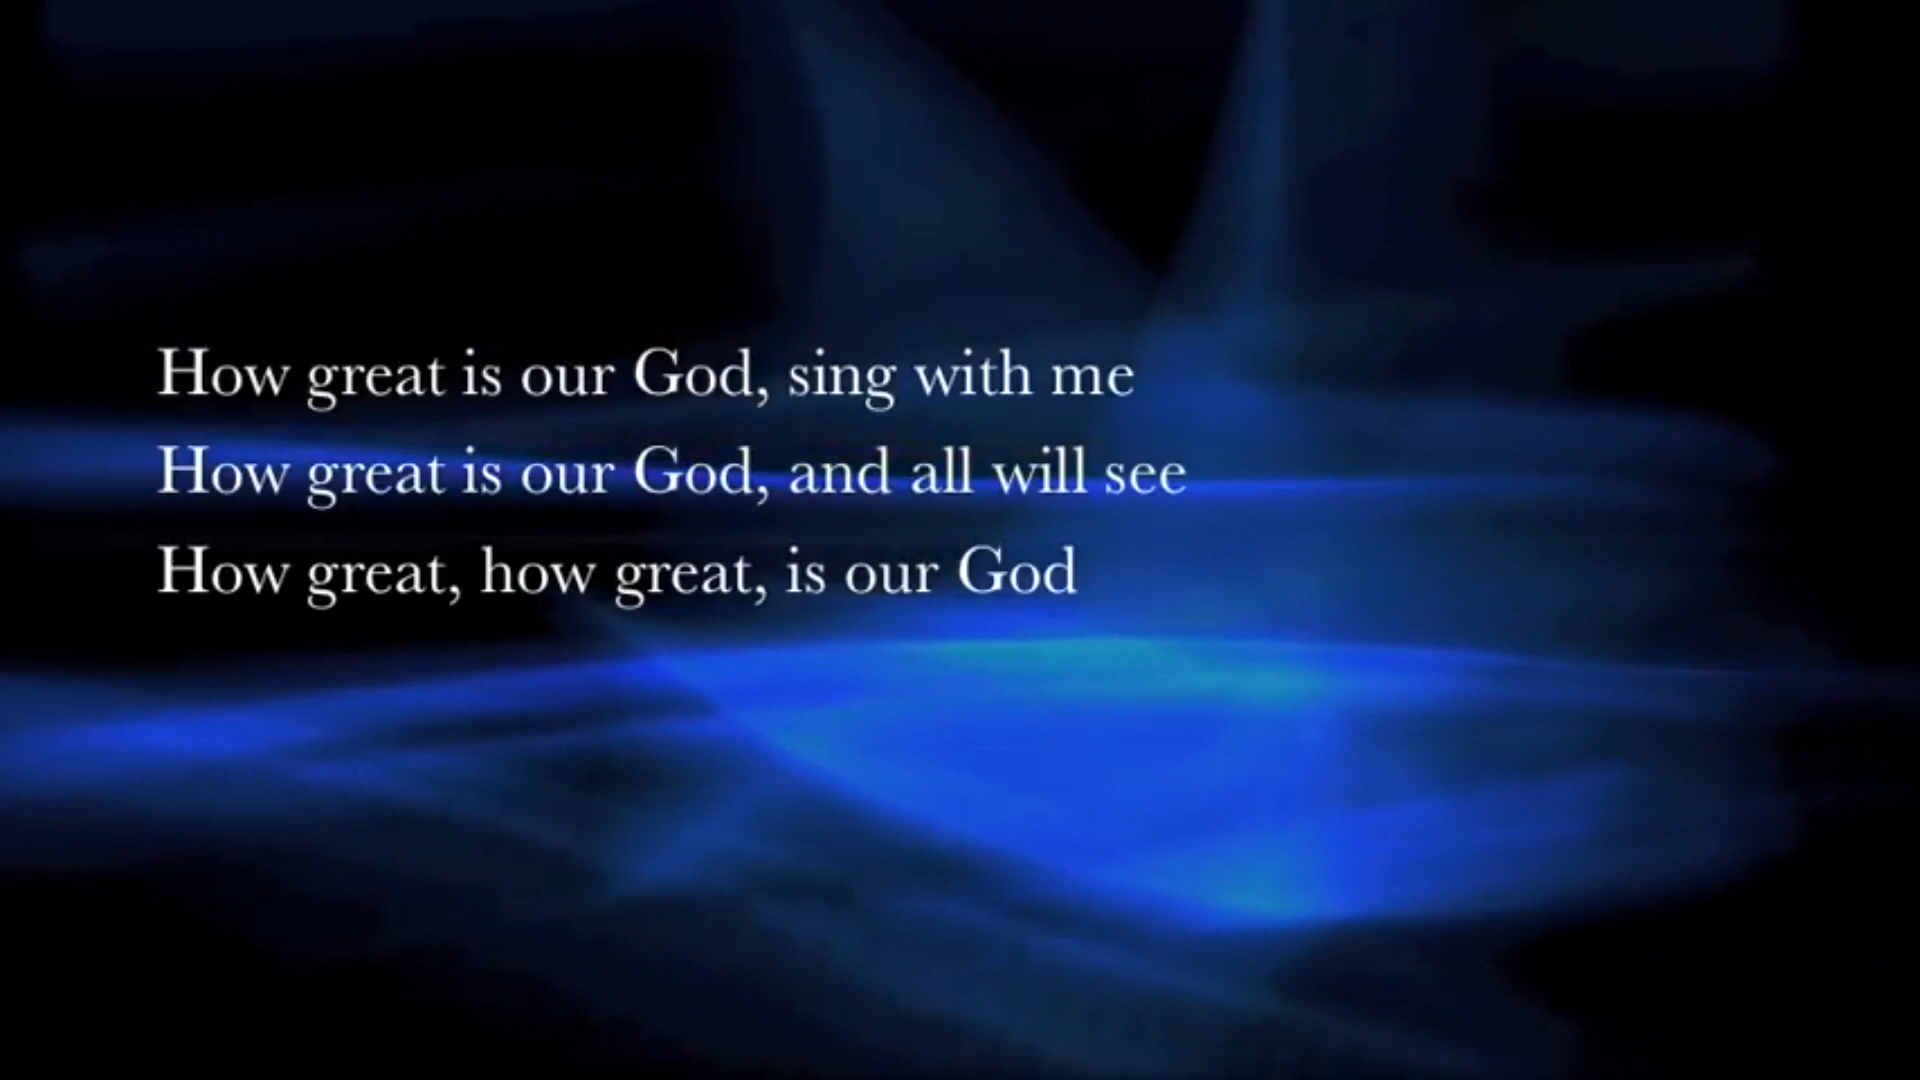 How great is our God, sing with me
How great is our God, and all will see
How great, how great, is our God